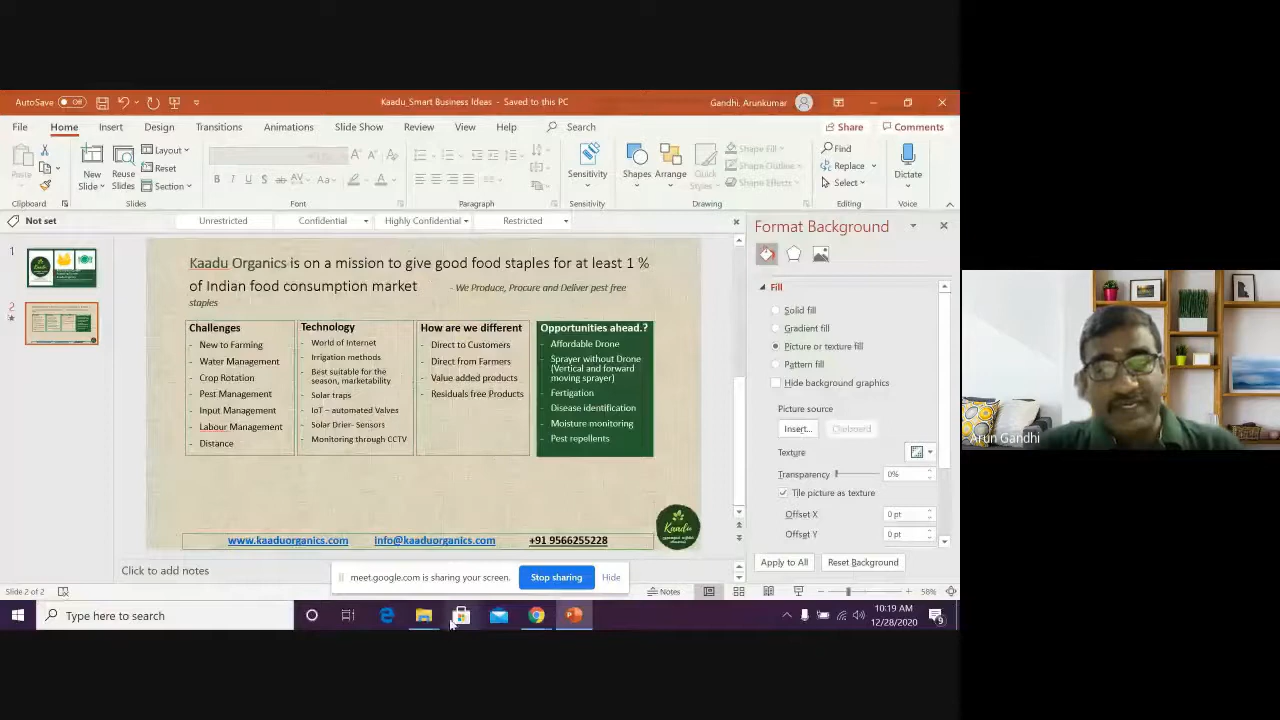 AutoSave Off
Kaadu_Smart Business Ideas - Saved to this PC
Gandhi, Arunkumar
File Home Insert Design Transitions Animations Slide Show Review View Help Search
Share Comments
Paste
New Slide
Reuse Slides
Layout
Reset
Section
Shapes
Arrange
Quick Styles
Shape Fill
Shape Outline
Shape Effects
Find
Replace
Select
Sensitivity
Dictate
Clipboard Slides Font Paragraph Sensitivity Drawing Editing Voice
Not set Unrestricted Confidential Highly Confidential Restricted
1
2
Kaadu Organics is on a mission to give good food staples for at least 1 %
of Indian food consumption market - We Produce, Procure and Deliver pest free
staples
Challenges
- New to Farming
- Water Management
- Crop Rotation
- Pest Management
- Input Management
- Labour Management
- Distance
Technology
- World of Internet
- Irrigation methods
- Best suitable for the
season, marketability
- Solar traps
- IoT – automated Valves
- Solar Drier- Sensors
- Monitoring through CCTV
How are we different
- Direct to Customers
- Direct from Farmers
- Value added products
- Residuals free Products
Opportunities ahead.?
- Affordable Drone
- Sprayer without Drone
(Vertical and forward
moving sprayer)
- Fertigation
- Disease identification
- Moisture monitoring
- Pest repellents
www.kaaduorganics.com info@kaaduorganics.com +91 9566255228
Kaadu
Format Background
Fill
Solid fill
Gradient fill
Picture or texture fill
Pattern fill
Hide background graphics
Picture source
Insert... Clipboard
Texture
Transparency 0%
Tile picture as texture
Offset X 0 pt
Offset Y 0 pt
Apply to All Reset Background
Arun Gandhi
Click to add notes
meet.google.com is sharing your screen. Stop sharing Hide
Slide 2 of 2
Notes
58%
Type here to search
10:19 AM
12/28/2020
9